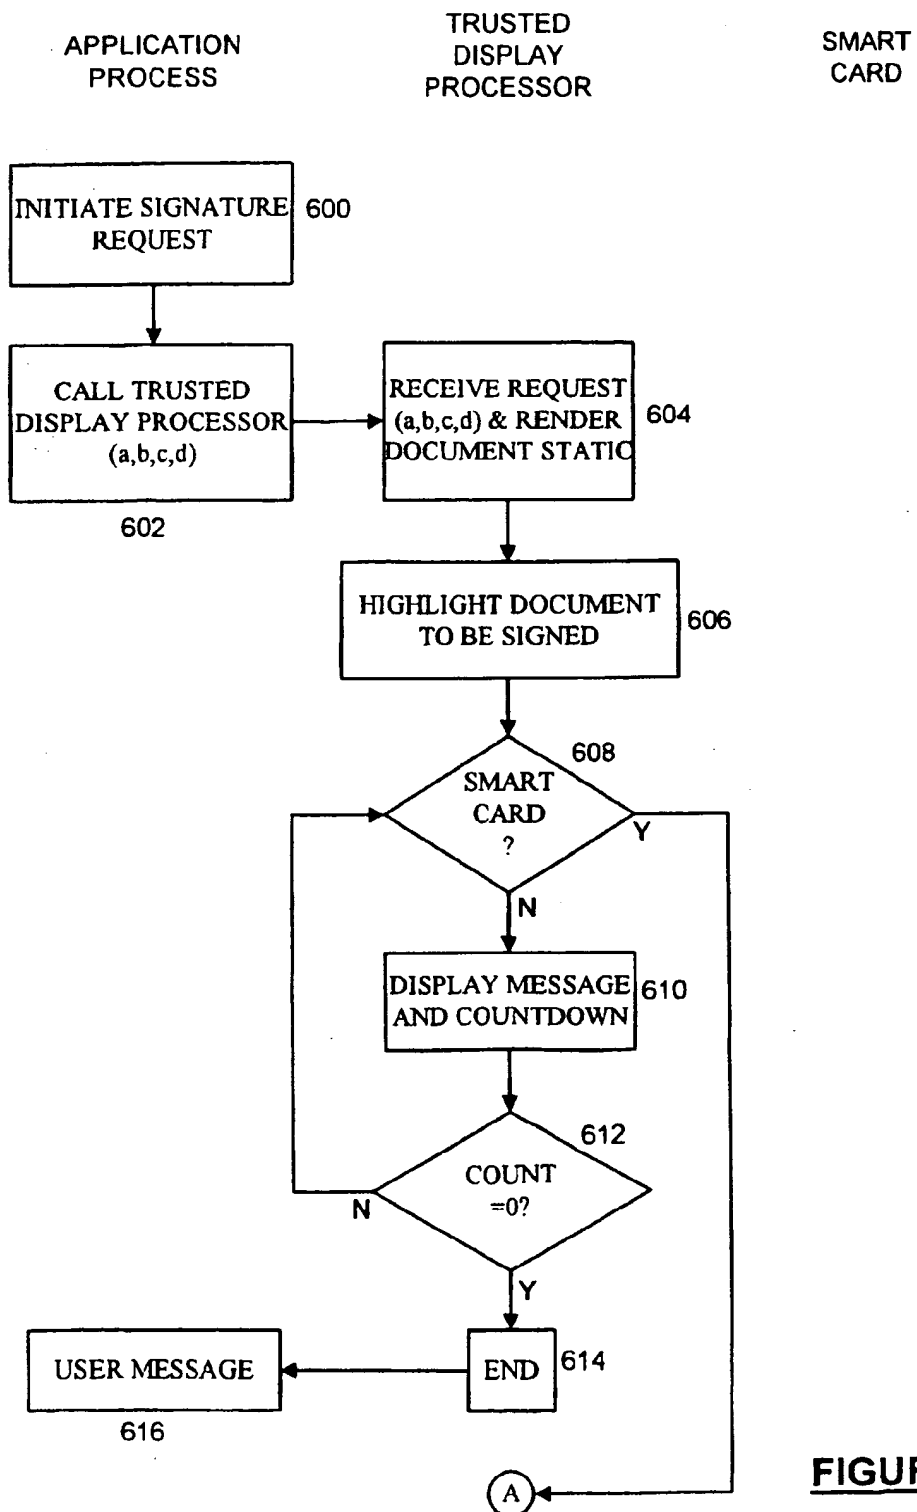 APPLICATION
PROCESS
TRUSTED
DISPLAY
PROCESSOR
SMART
CARD
INITIATE SIGNATURE
REQUEST
600
CALL TRUSTED
DISPLAY PROCESSOR
(a,b,c,d)
602
RECEIVE REQUEST
(a,b,c,d) & RENDER
DOCUMENT STATIC
604
HIGHLIGHT DOCUMENT
TO BE SIGNED
606
608
SMART
CARD
?
Y
N
DISPLAY MESSAGE
AND COUNTDOWN
610
612
COUNT
=0?
N
Y
USER MESSAGE
616
END
614
A
FIGUR